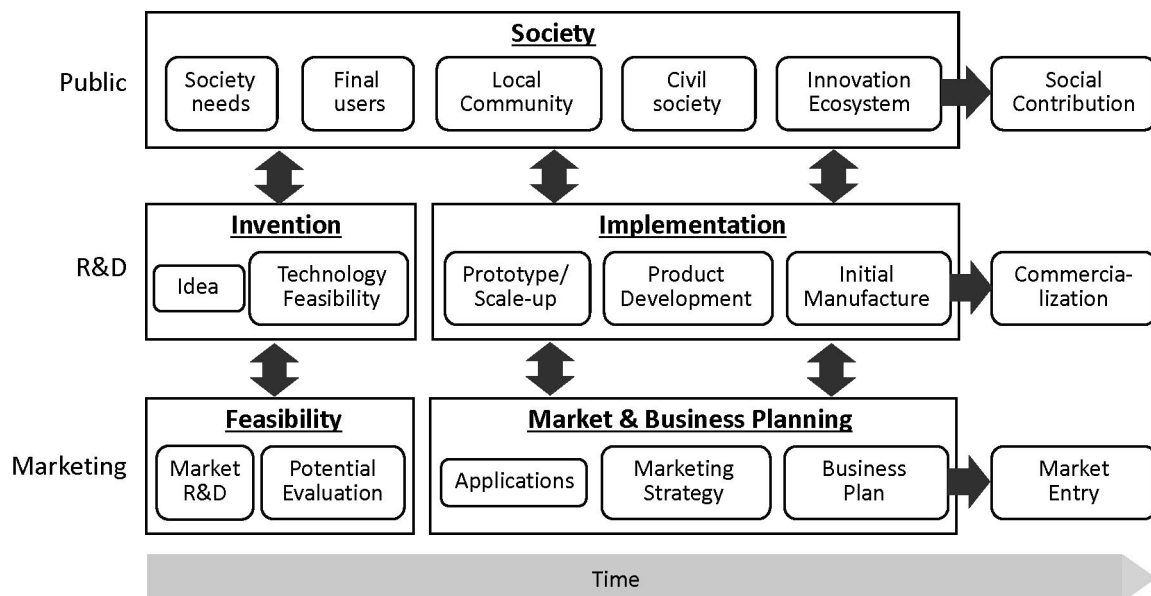 Society
Public
Society
needs
Final
users
Local
Community
Civil
society
Innovation
Ecosystem
Social
Contribution
Invention
Implementation
R&D
Idea
Technology
Feasibility
Prototype/
Scale-up
Product
Development
Initial
Manufacture
Commercia-
lization
Feasibility
Market & Business Planning
Marketing
Market
R&D
Potential
Evaluation
Applications
Marketing
Strategy
Business
Plan
Market
Entry
Time